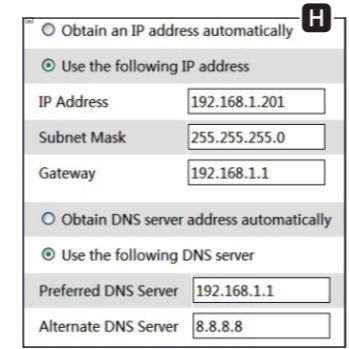 H
Obtain an IP address automatically
Use the following IP address
IP Address 192.168.1.201
Subnet Mask 255.255.255.0
Gateway 192.168.1.1
Obtain DNS server address automatically
Use the following DNS server
Preferred DNS Server 192.168.1.1
Alternate DNS Server 8.8.8.8